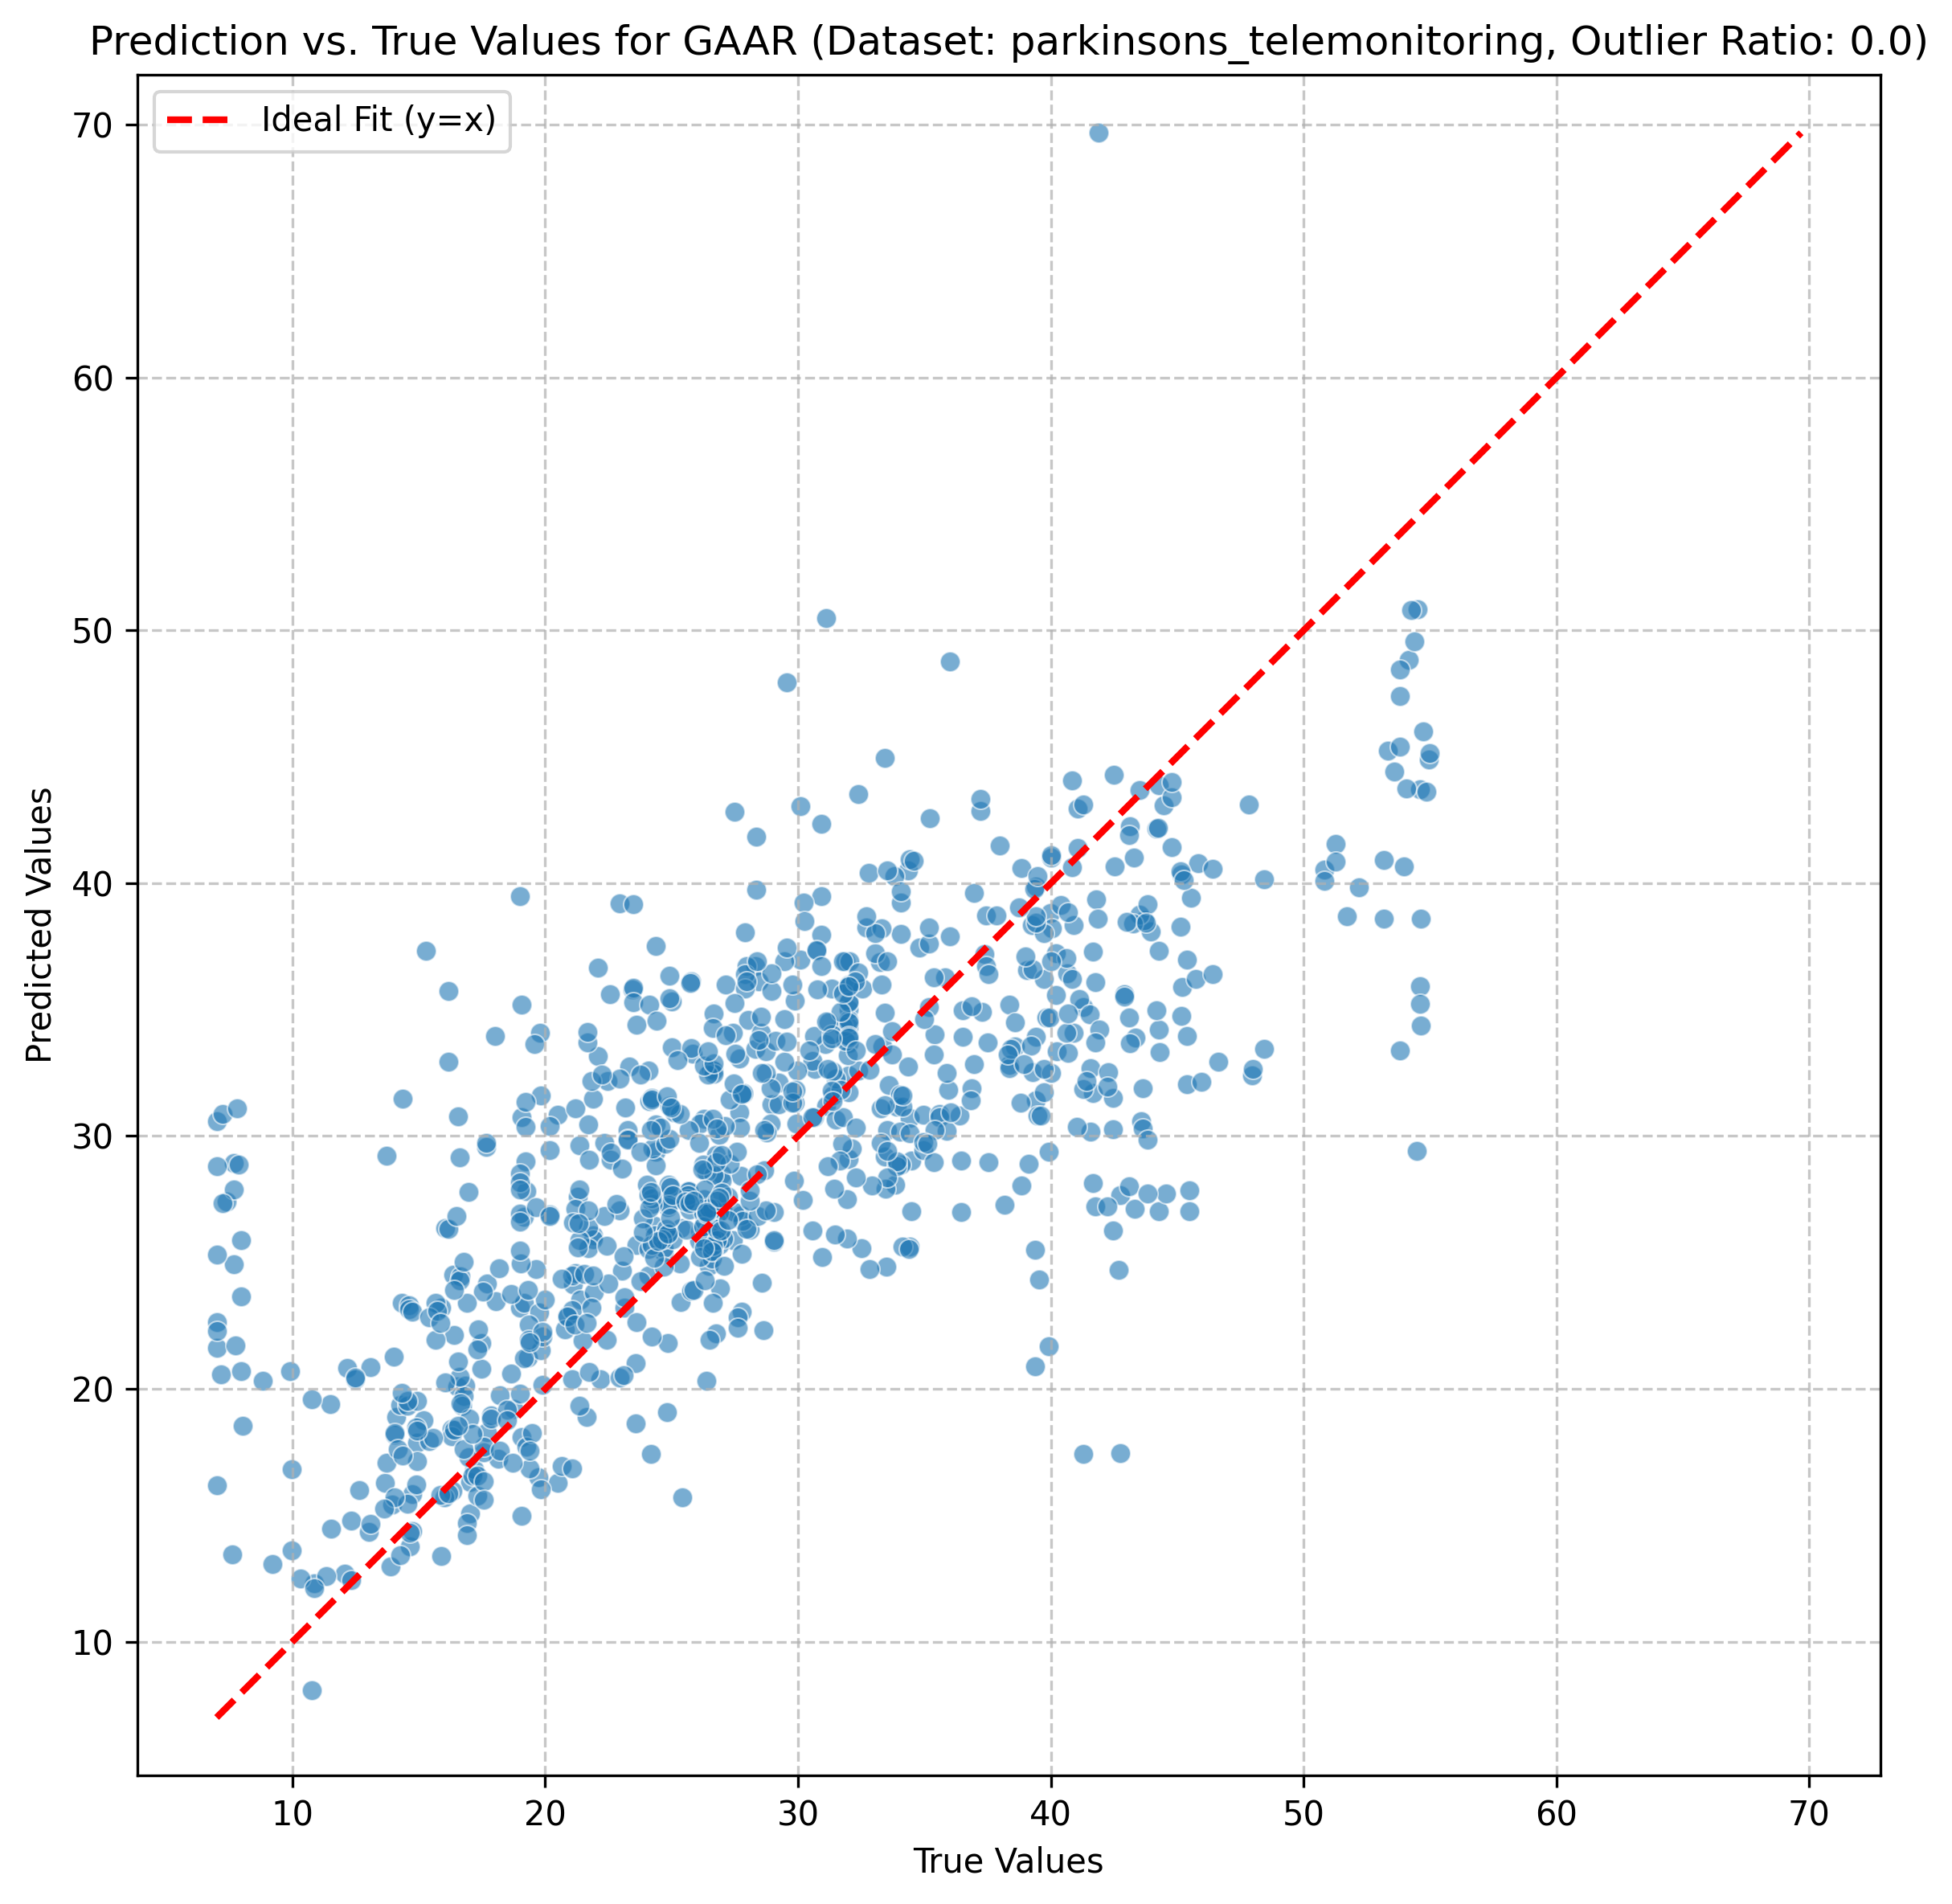 Prediction vs. True Values for GAAR (Dataset: parkinsons_telemonitoring, Outlier Ratio: 0.0)
Ideal Fit (y=x)
70
60
50
40
30
20
10
Predicted Values
10 20 30 40 50 60 70
True Values